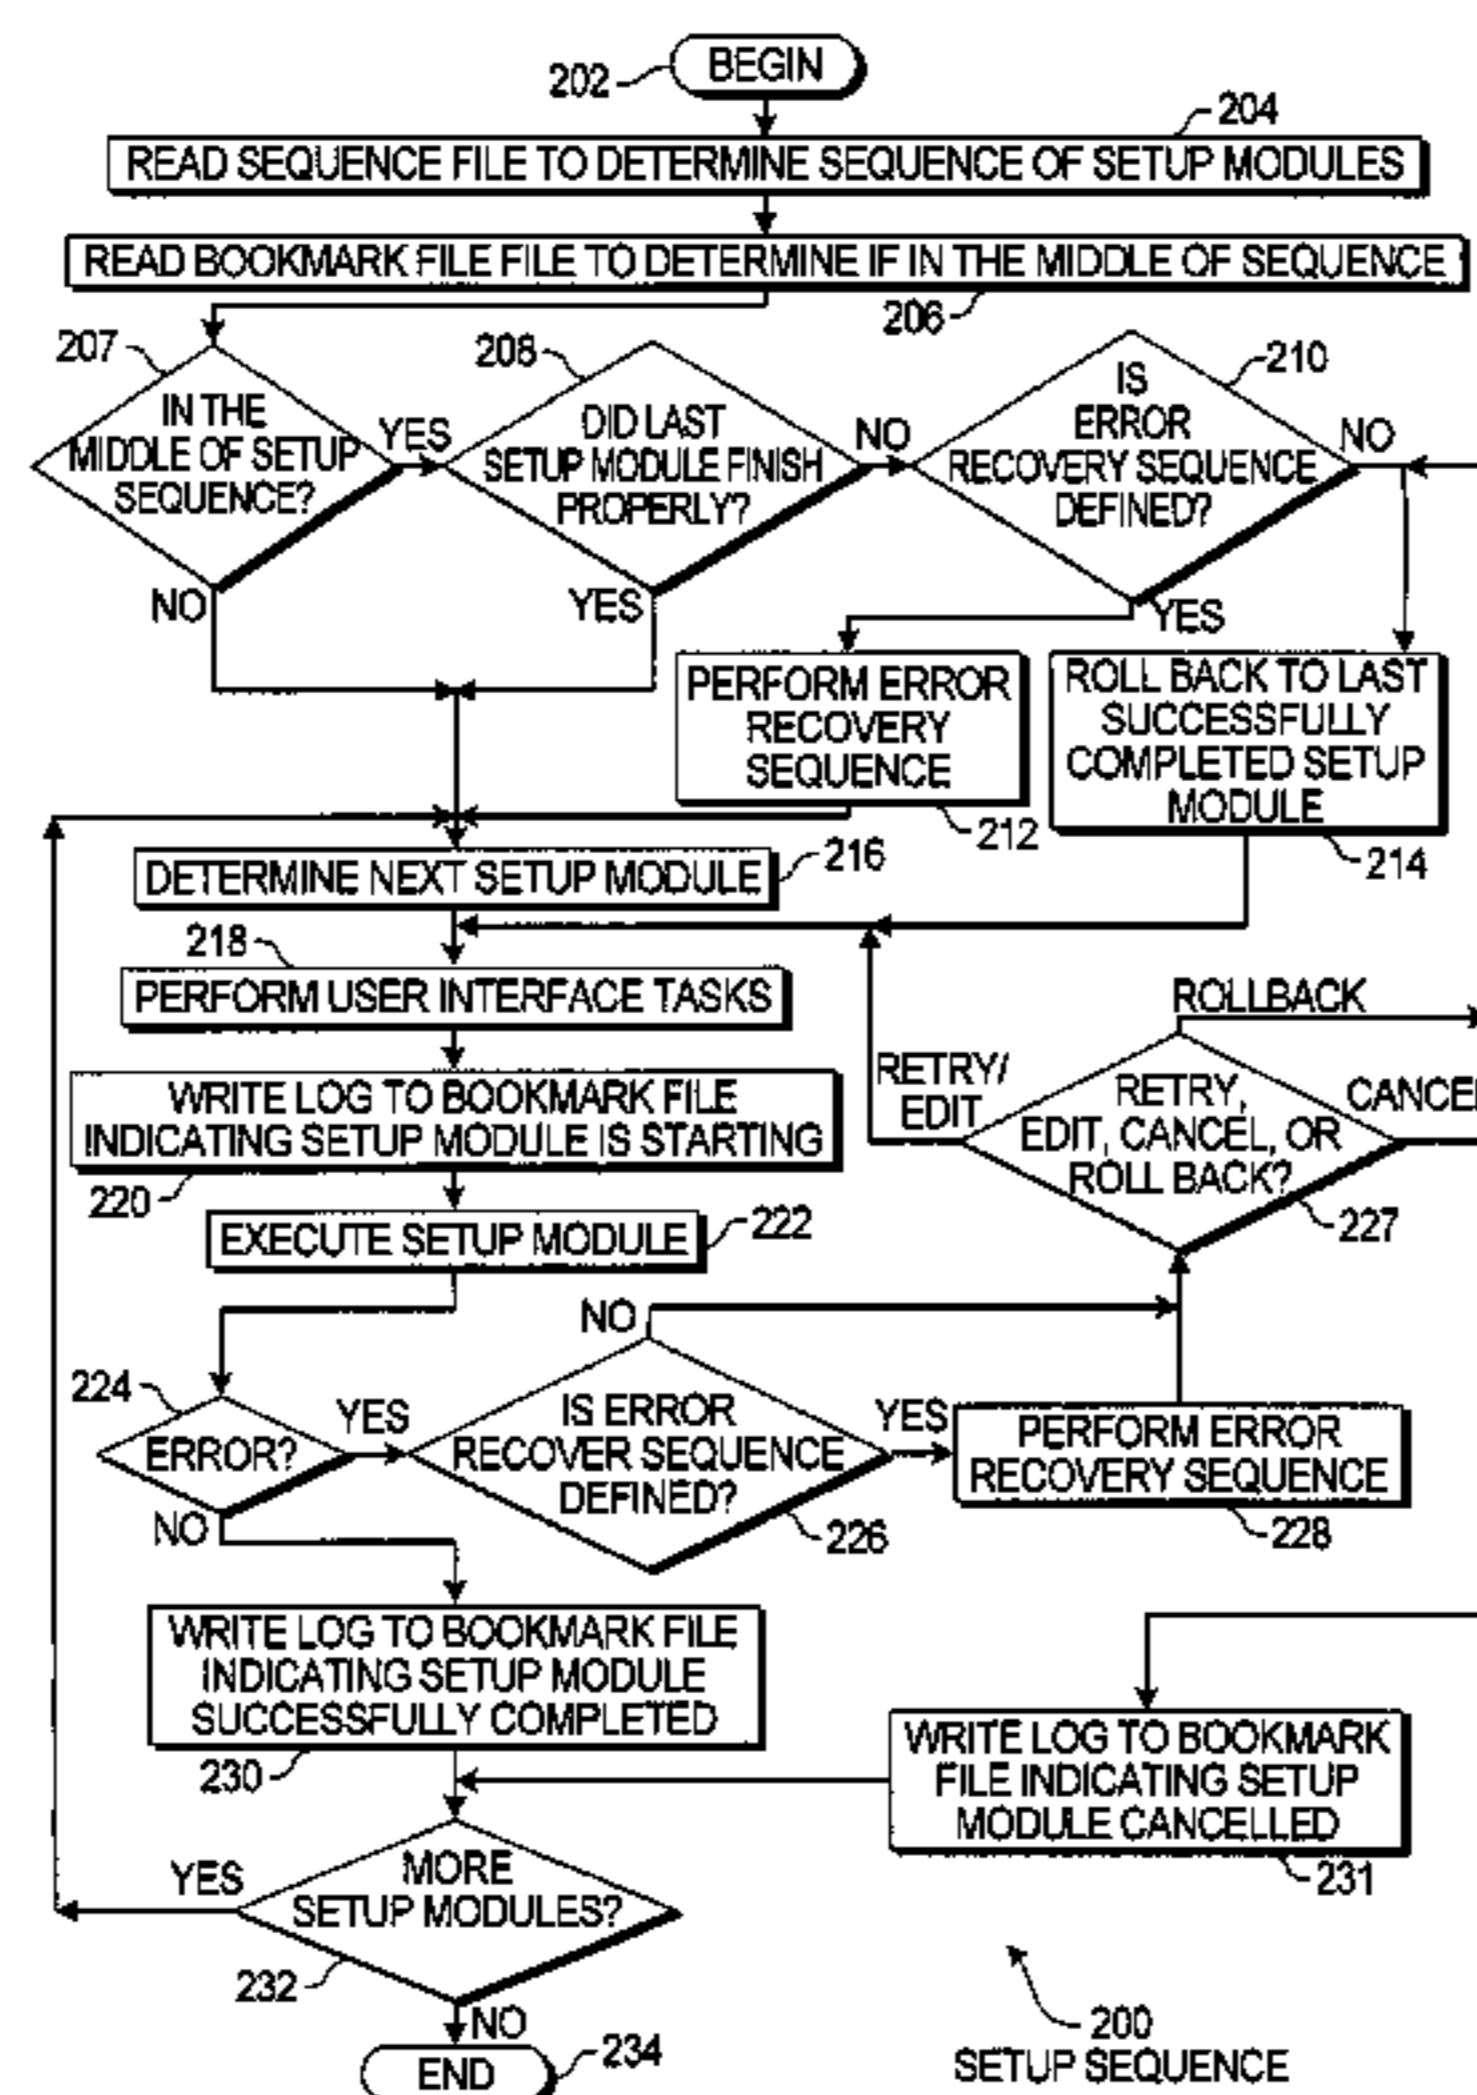 BEGIN
202
204
READ SEQUENCE FILE TO DETERMINE SEQUENCE OF SETUP MODULES
READ BOOKMARK FILE FILE TO DETERMINE IF IN THE MIDDLE OF SEQUENCE
206
207
IN THE
MIDDLE OF SETUP
SEQUENCE?
YES
NO
208
DID LAST
SETUP MODULE FINISH
PROPERLY?
NO
YES
210
IS
ERROR
RECOVERY SEQUENCE
DEFINED?
NO
YES
PERFORM ERROR
RECOVERY
SEQUENCE
212
ROLL BACK TO LAST
SUCCESSFULLY
COMPLETED SETUP
MODULE
214
DETERMINE NEXT SETUP MODULE
216
218
PERFORM USER INTERFACE TASKS
WRITE LOG TO BOOKMARK FILE
INDICATING SETUP MODULE IS STARTING
220
EXECUTE SETUP MODULE
222
ROLLBACK
RETRY/
EDIT
RETRY,
EDIT, CANCEL, OR
ROLL BACK?
CANCEL
227
224
ERROR?
YES
NO
NO
IS ERROR
RECOVER SEQUENCE
DEFINED?
226
YES
PERFORM ERROR
RECOVERY SEQUENCE
228
WRITE LOG TO BOOKMARK FILE
INDICATING SETUP MODULE
SUCCESSFULLY COMPLETED
230
WRITE LOG TO BOOKMARK
FILE INDICATING SETUP
MODULE CANCELLED
231
YES
MORE
SETUP MODULES?
232
NO
END
234
200
SETUP SEQUENCE